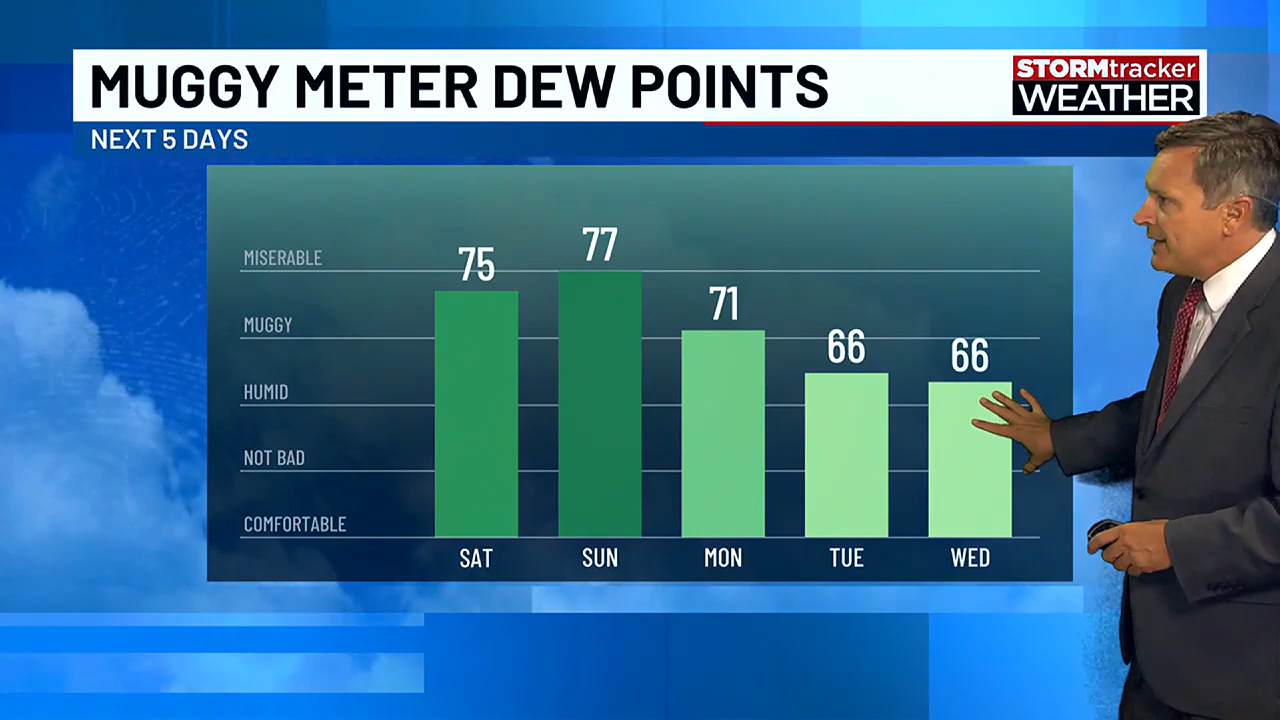 MUGGY METER DEW POINTS
STORMtracker
WEATHER
NEXT 5 DAYS
MISERABLE
MUGGY
HUMID
NOT BAD
COMFORTABLE
75
77
71
66
66
SAT
SUN
MON
TUE
WED